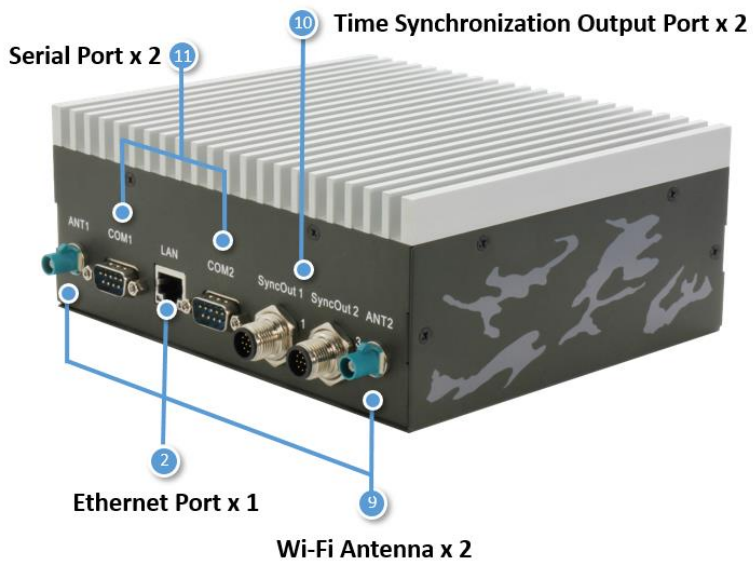 10 Time Synchronization Output Port x 2
Serial Port x 2 11
ANT1
COM1
LAN
COM2
SyncOut 1
SyncOut 2
ANT2
1
3
2
Ethernet Port x 1
9
Wi-Fi Antenna x 2